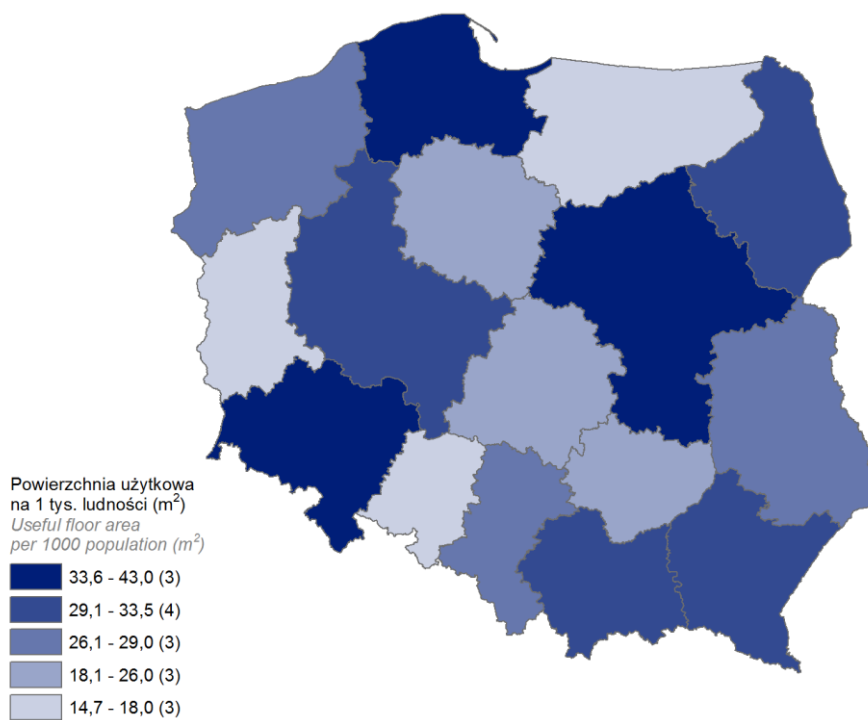 Powierzchnia użytkowa
na 1 tys. ludności (m²)
Useful floor area
per 1000 population (m²)
33,6 - 43,0 (3)
29,1 - 33,5 (4)
26,1 - 29,0 (3)
18,1 - 26,0 (3)
14,7 - 18,0 (3)